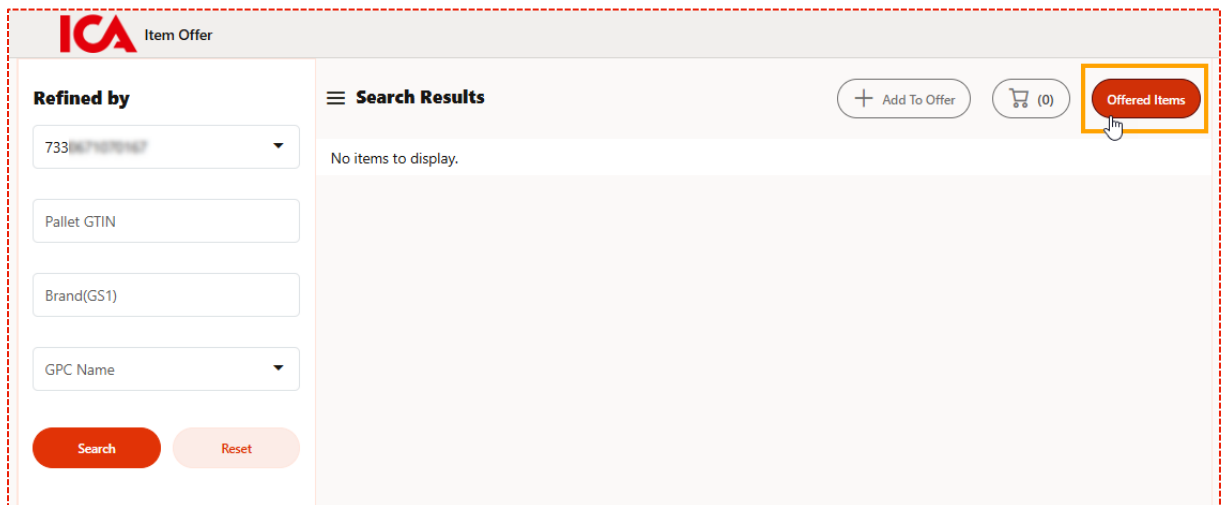 ICA Item Offer
Refined by
733
Pallet GTIN
Brand(GS1)
GPC Name
Search Reset
Search Results
Add To Offer
(0)
Offered Items
No items to display.